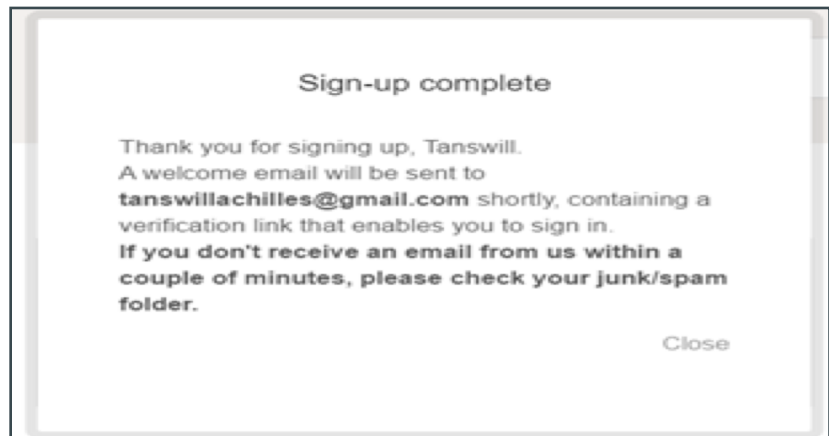 Sign-up complete
Thank you for signing up, Tanswill.
A welcome email will be sent to
tanswillachilles@gmail.com shortly, containing a
verification link that enables you to sign in.
If you don't receive an email from us within a
couple of minutes, please check your junk/spam
folder.
Close